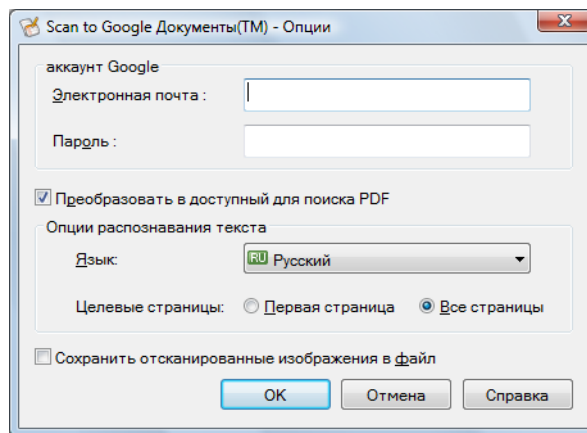 Scan to Google Документы(TM) - Опции
аккаунт Google
Электронная почта :
Пароль :
Преобразовать в доступный для поиска PDF
Опции распознавания текста
Язык: RU Русский
Целевые страницы: Первая страница Все страницы
Сохранить отсканированные изображения в файл
OK Отмена Справка